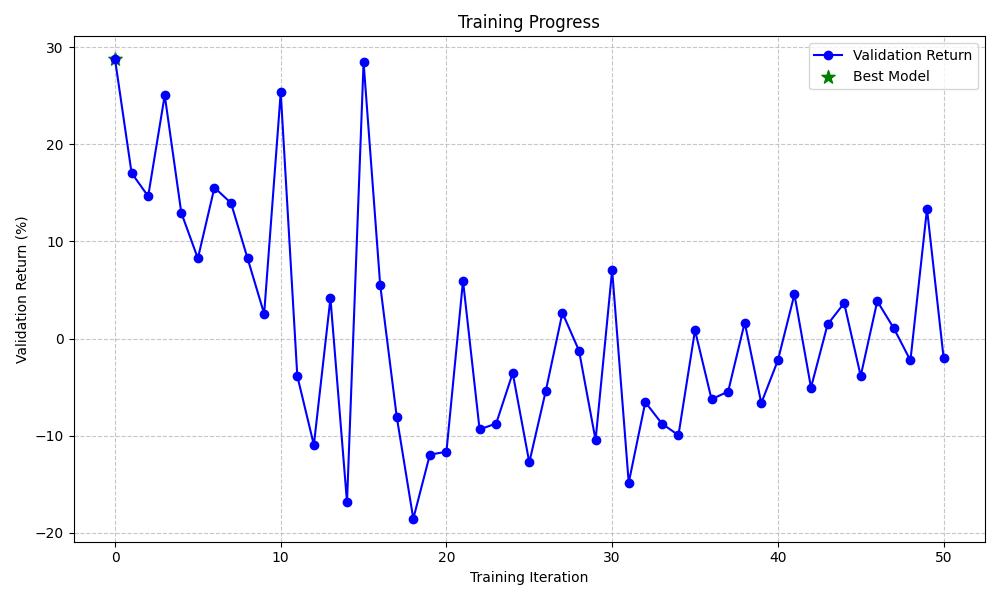 Training Progress
Validation Return
Best Model
Validation Return (%)
30
20
10
0
−10
−20
0
10
20
30
40
50
Training Iteration